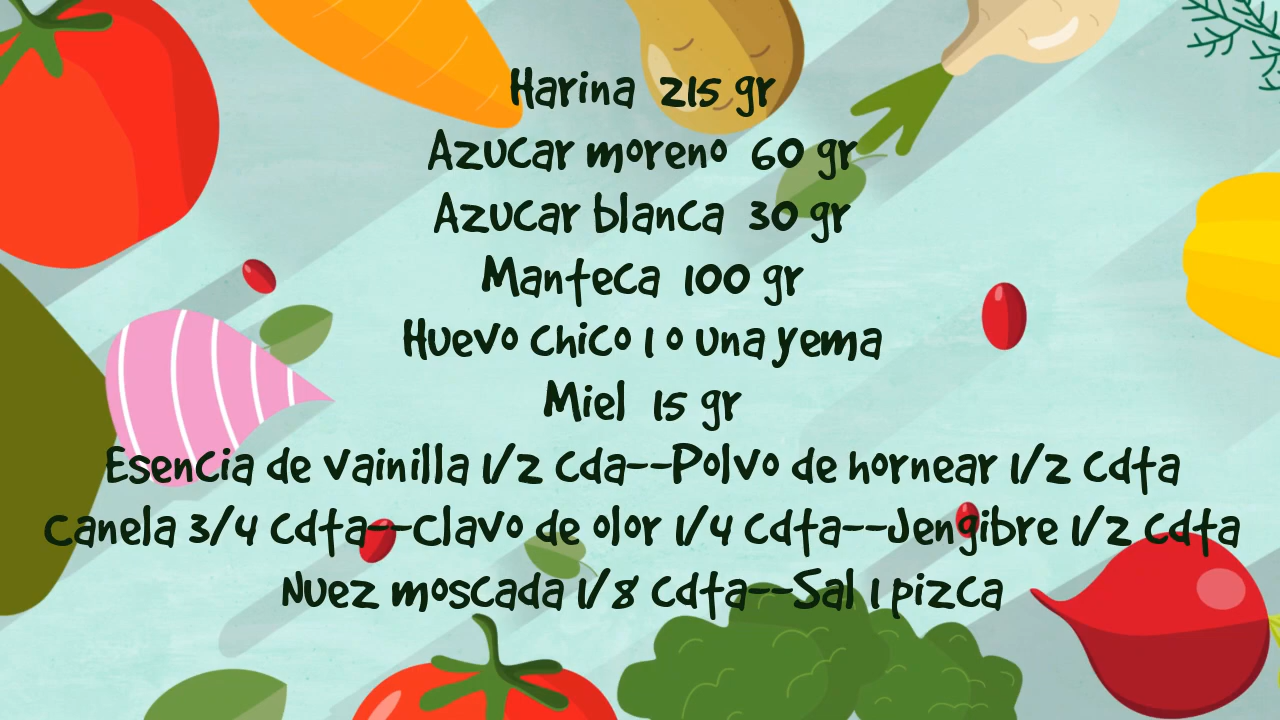 Harina 215 gr
Azucar moreno 60 gr
Azucar blanca 30 gr
Manteca 100 gr
Huevo chico 1 o una yema
Miel 15 gr
Esencia de vainilla 1/2 cda--Polvo de hornear 1/2 cdta
Canela 3/4 cdta--Clavo de olor 1/4 cdta--Jengibre 1/2 cdta
Nuez moscada 1/8 cdta--Sal 1 pizca